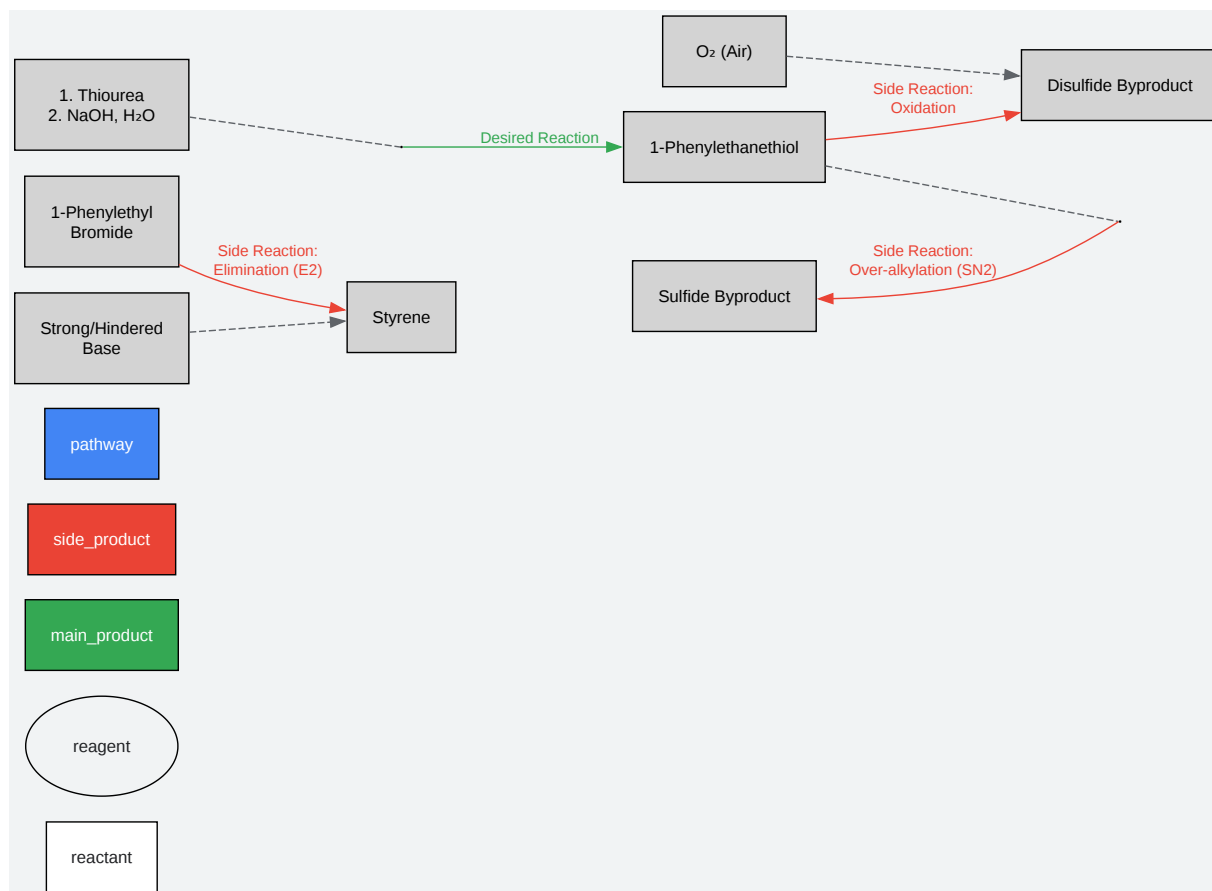 O₂ (Air)
1. Thiourea
2. NaOH, H₂O
Side Reaction:
Oxidation
Disulfide Byproduct
Desired Reaction
1-Phenylethanethiol
1-Phenylethyl
Bromide
Side Reaction:
Elimination (E2)
Side Reaction:
Over-alkylation (SN2)
Sulfide Byproduct
Styrene
Strong/Hindered
Base
pathway
side_product
main_product
reagent
reactant